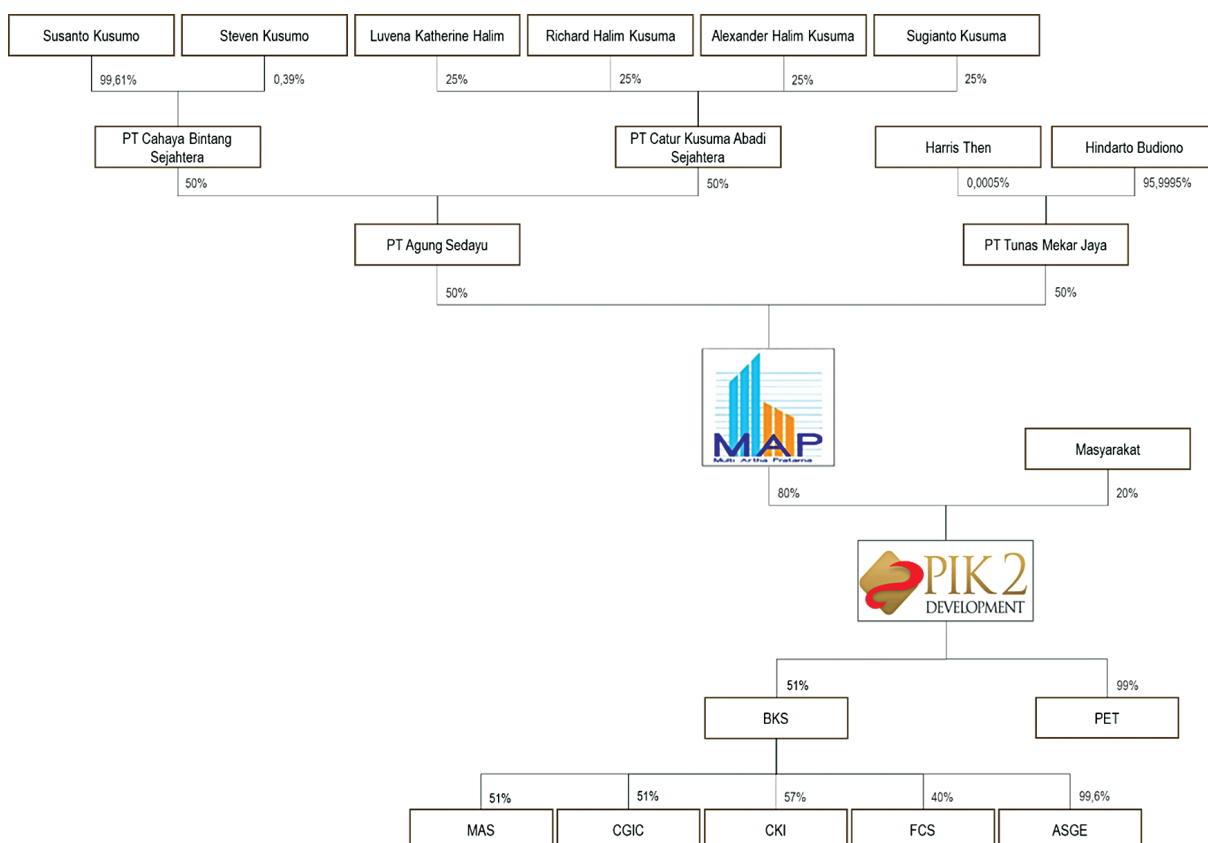 Susanto Kusumo
Steven Kusumo
Luvena Katherine Halim
Richard Halim Kusuma
Alexander Halim Kusuma
Sugianto Kusuma
99,61%
0,39%
25%
25%
25%
25%
PT Cahaya Bintang
Sejahtera
PT Catur Kusuma Abadi
Sejahtera
Harris Then
Hindarto Budiono
50%
50%
0,0005%
95,9995%
PT Agung Sedayu
PT Tunas Mekar Jaya
50%
50%
MAP
Multi Artha Pratama
Masyarakat
80%
20%
PIK 2
DEVELOPMENT
51%
99%
BKS
PET
51%
51%
57%
40%
99,6%
MAS
CGIC
CKI
FCS
ASGE